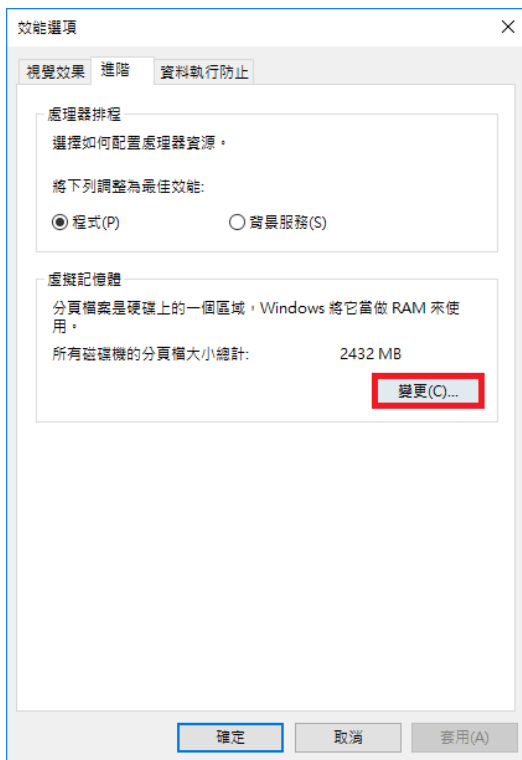 效能選項
視覺效果 進階 資料執行防止
處理器排程
選擇如何配置處理器資源。
將下列調整為最佳效能:
程式(P) 背景服務(S)
虛擬記憶體
分頁檔案是硬碟上的一個區域，Windows 將它當做 RAM 來使
用。
所有磁碟機的分頁檔大小總計: 2432 MB
變更(C)...
確定 取消 套用(A)